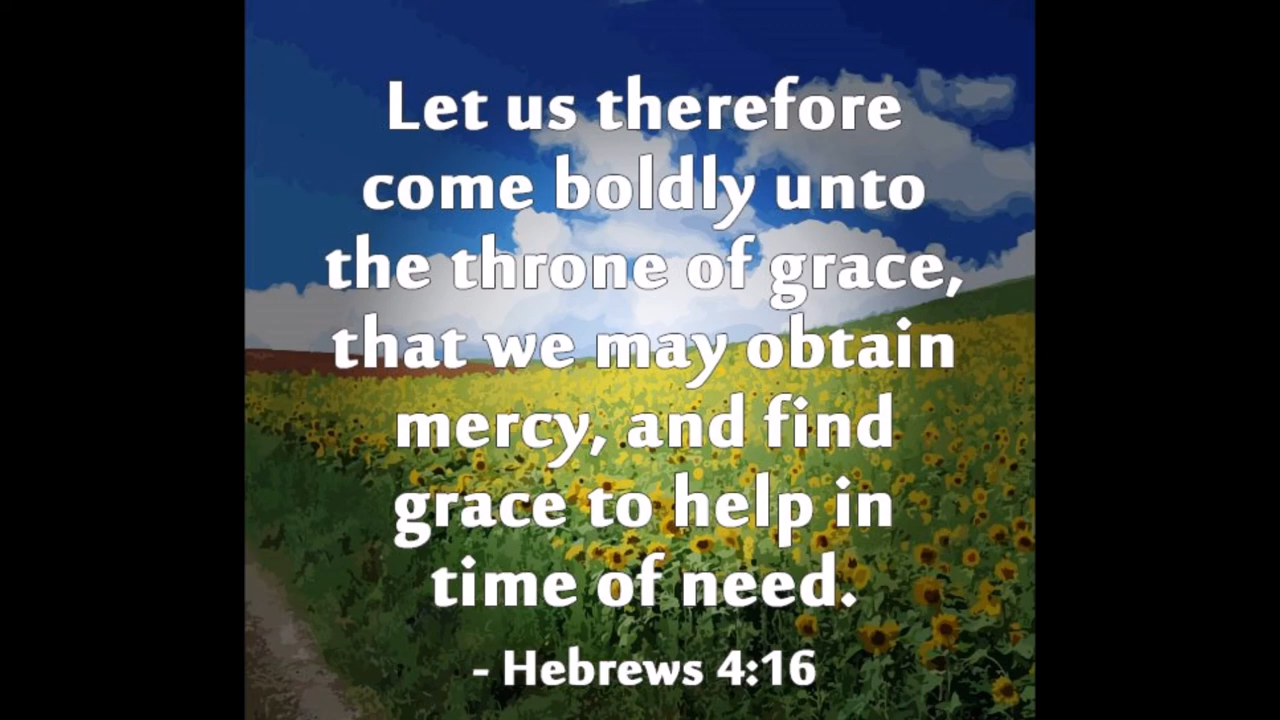 Let us therefore
come boldly unto
the throne of grace,
that we may obtain
mercy, and find
grace to help in
time of need.
- Hebrews 4:16